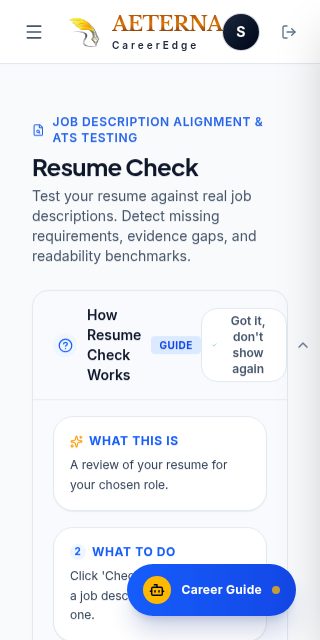 AETERNA
CareerEdge
S
JOB DESCRIPTION ALIGNMENT &
ATS TESTING
Resume Check
Test your resume against real job
descriptions. Detect missing
requirements, evidence gaps, and
readability benchmarks.
How
Resume
Check
Works
GUIDE
Got it,
don't
show
again
WHAT THIS IS
A review of your resume for
your chosen role.
2 WHAT TO DO
Click 'Chec
a job desc
one.
Career Guide